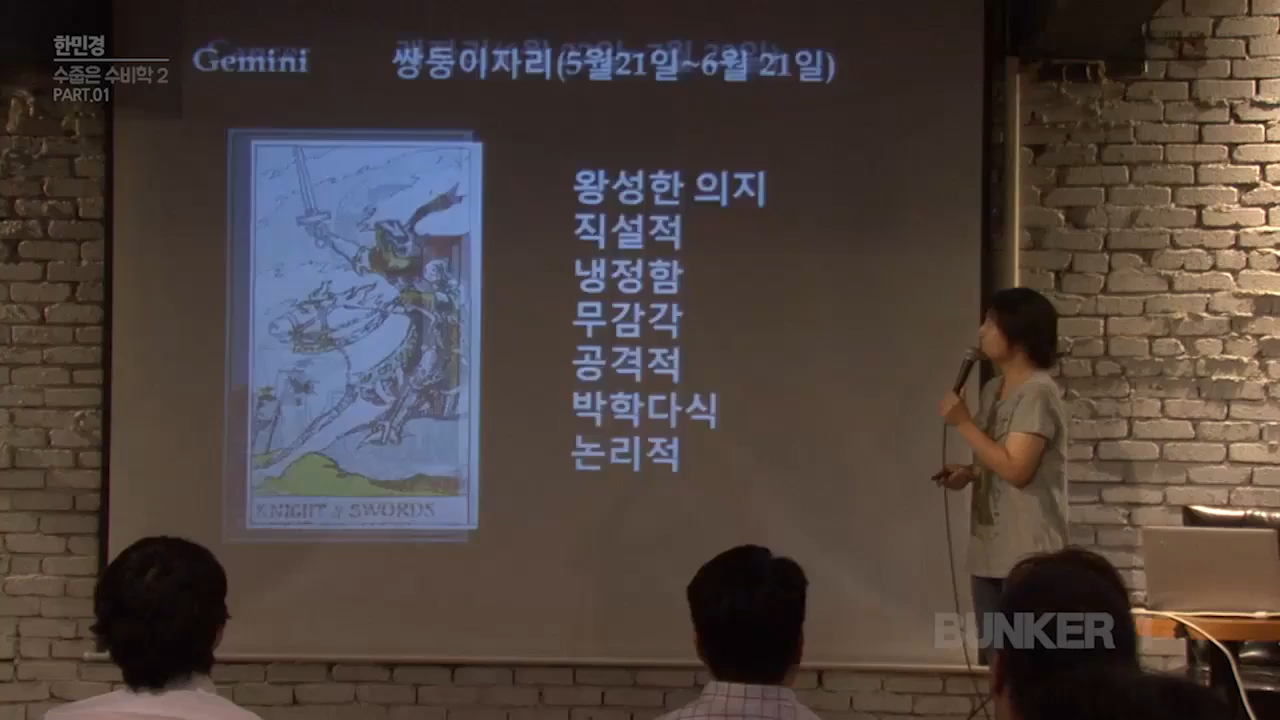 한민경
수줍은 수비학 2
PART.01
Gemini 쌍둥이자리(5월21일~6월 21일)
왕성한 의지
직설적
냉정함
무감각
공격적
박학다식
논리적
KNIGHT of SWORDS
BUNKER